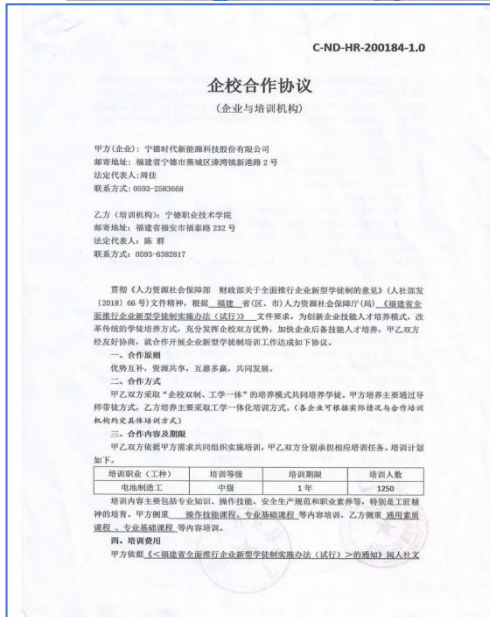 C-ND-HR-200184-1.0
企校合作协议
(企业与培训机构)
甲方(企业): 宁德时代新能源科技股份有限公司
邮寄地址: 福建省宁德市蕉城区漳湾镇新港路 2 号
法定代表人:周佳
联系方式: 0593-2583668
乙方 (培训机构): 宁德职业技术学院
邮寄地址: 福建省福安市福泰路 232 号
法定代表人: 陈 群
联系方式: 0593-6382817
贯彻《人力资源社会保障部 财政部关于全面推行企业新型学徒制的意见》(人社部发
〔2018〕66 号)文件精神, 根据 福建 省(区、市)人力资源社会保障厅(局) 《福建省全
面推行企业新型学徒制实施办法(试行)》 文件要求, 为创新企业技能人才培养模式, 改
革传统的学徒培养方式, 充分发挥企校双方优势, 加快企业后备技能人才培养, 甲乙双方
经友好协商, 就合作开展企业新型学徒制培训工作达成如下协议。
一、合作原则
优势互补, 资源共享, 互惠多赢, 共同发展。
二、合作方式
甲乙双方采取“企校双制、工学一体”的培养模式共同培养学徒。甲方培养主要通过导
师带徒方式, 乙方培养主要采取工学一体化培训方式。(各企业可根据实际情况与合作培训
机构约定具体培训方式)
三、合作内容及期限
甲乙双方依据甲方需求共同组织实施培训, 甲乙双方分别承担相应培训任务。培训计划
如下。
培训职业(工种) 培训等级 培训期限 培训人数
电池制造工 中级 1 年 1250
培训内容主要包括专业知识、操作技能、安全生产规范和职业素养等, 特别是工匠精
神的培育。甲方侧重 操作技能课程、专业基础课程 等内容培训, 乙方侧重 通用素质
课程 、专业基础课程 等内容培训。
四、培训费用
甲方依据《<福建省全面推行企业新型学徒制实施办法(试行)>的通知》闽人社文